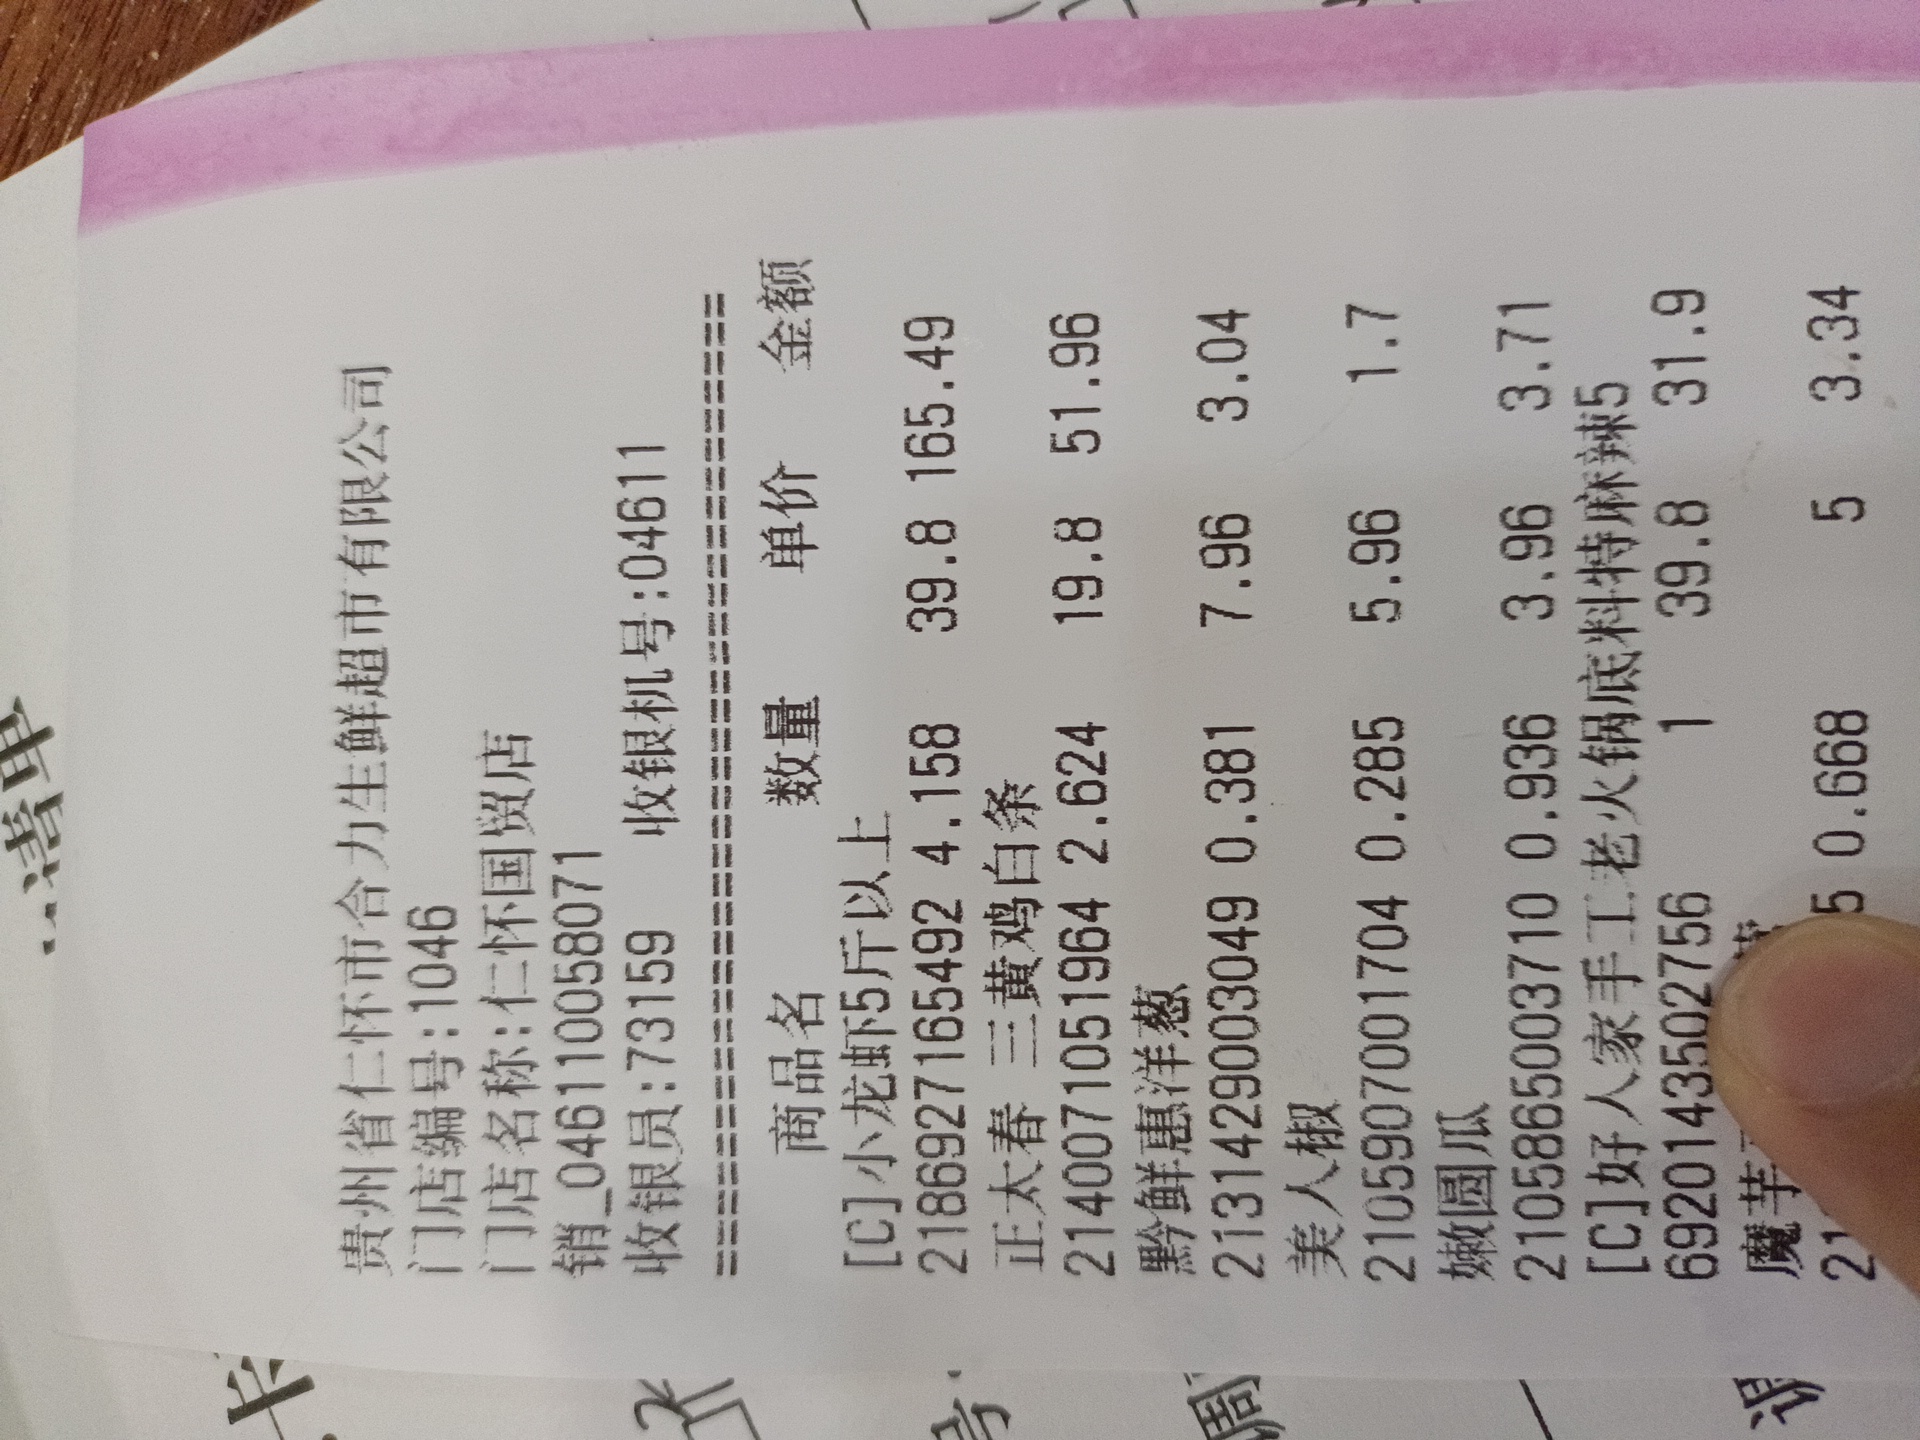 贵州省仁怀市合力生鲜超市有限公司
门店编号:1046
门店名称:仁怀国贸店
销_046110058071
收银员:73159 收银机号:04611
商品名 数量 单价 金额
[C]小龙虾5斤以上
2186927165492 4.158 39.8 165.49
正太春 三黄鸡白条
2140071051964 2.624 19.8 51.96
黔鲜惠洋葱
2131429003049 0.381 7.96 3.04
美人椒
2105907001704 0.285 5.96 1.7
嫩圆瓜
2105865003710 0.936 3.96 3.71
[C]好人家手工老火锅底料特麻辣5
6920143502756 1 39.8 31.9
魔芋
21 5 0.668 5 3.34
清单